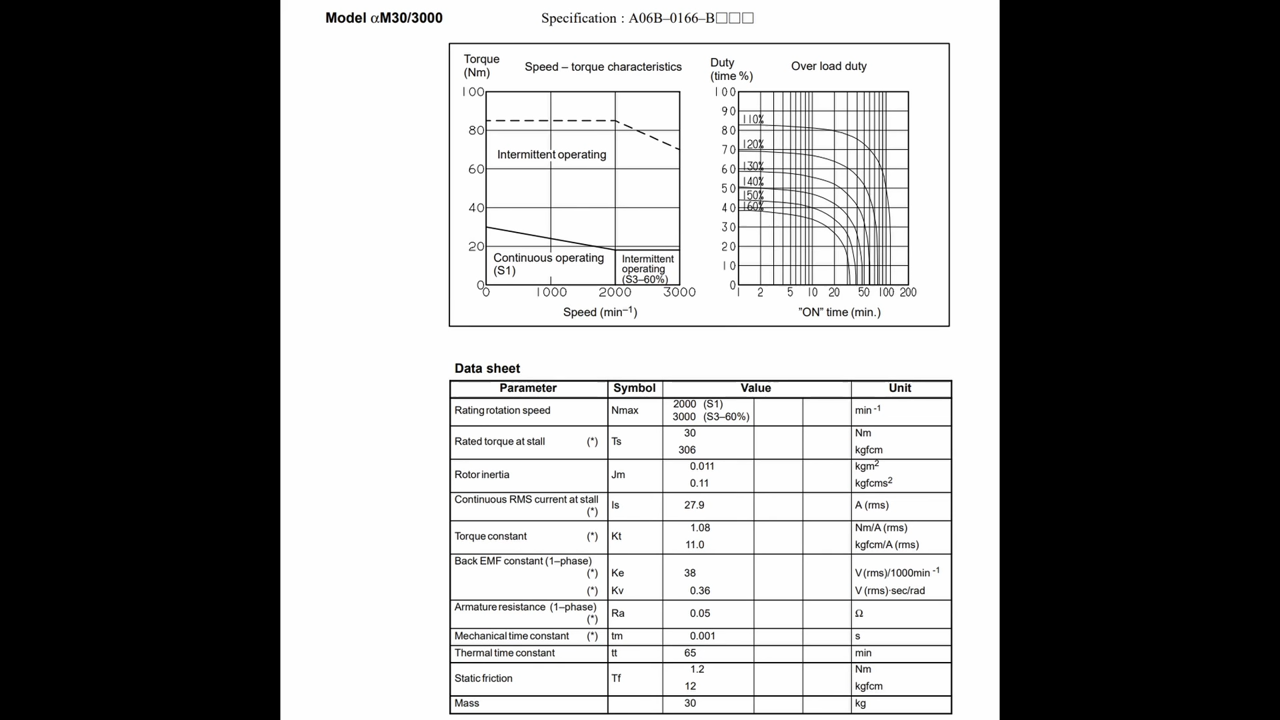 Model αM30/3000
Specification : A06B–0166–B□□□
Torque
(Nm)
Speed – torque characteristics
100
80
60
40
20
0
Intermittent operating
Continuous operating
(S1)
Intermittent
operating
(S3–60%)
0 1000 2000 3000
Speed (min–1)
Duty
(time %)
Over load duty
100
90
80
70
60
50
40
30
20
10
0
110%
120%
130%
140%
150%
160%
1 2 5 10 20 50 100 200
"ON" time (min.)
Data sheet
Parameter Symbol Value Unit
Rating rotation speed Nmax 2000 (S1) min -1
3000 (S3–60%)
Rated torque at stall (*) Ts 30 Nm
306 kgfcm
Rotor inertia Jm 0.011 kgm2
0.11 kgfcms2
Continuous RMS current at stall
(*) Is 27.9 A (rms)
Torque constant (*) Kt 1.08 Nm/A (rms)
11.0 kgfcm/A (rms)
Back EMF constant (1–phase)
(*) Ke 38 V (rms)/1000min -1
(*) Kv 0.36 V (rms)·sec/rad
Armature resistance (1–phase)
(*) Ra 0.05 Ω
Mechanical time constant (*) tm 0.001 s
Thermal time constant tt 65 min
Static friction Tf 1.2 Nm
12 kgfcm
Mass 30 kg